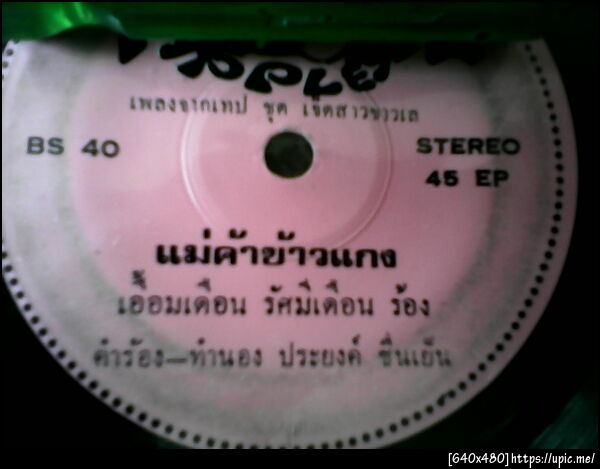 เพลงจากเทป ชุด เช็ดสาวชาวเล
BS 40
STEREO
45 EP
แม่ค้าข้าวแกง
เอื้อมเดือน รัศมีเดือน ร้อง
คำร้อง-ทำนอง ประยงค์ ชื่นเย็น
[640x480]https://upic.me/